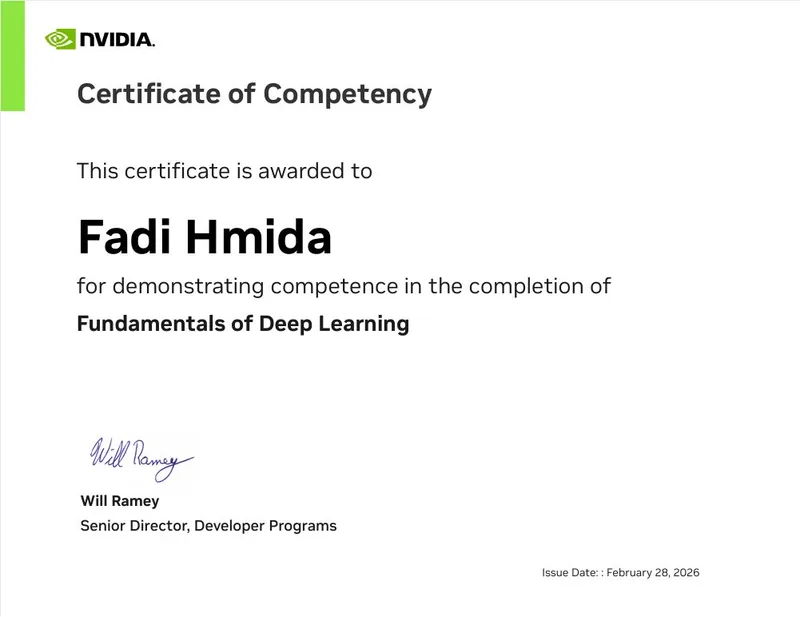 NVIDIA.
Certificate of Competency
This certificate is awarded to
Fadi Hmida
for demonstrating competence in the completion of
Fundamentals of Deep Learning
Will Ramey
Will Ramey
Senior Director, Developer Programs
Issue Date: : February 28, 2026